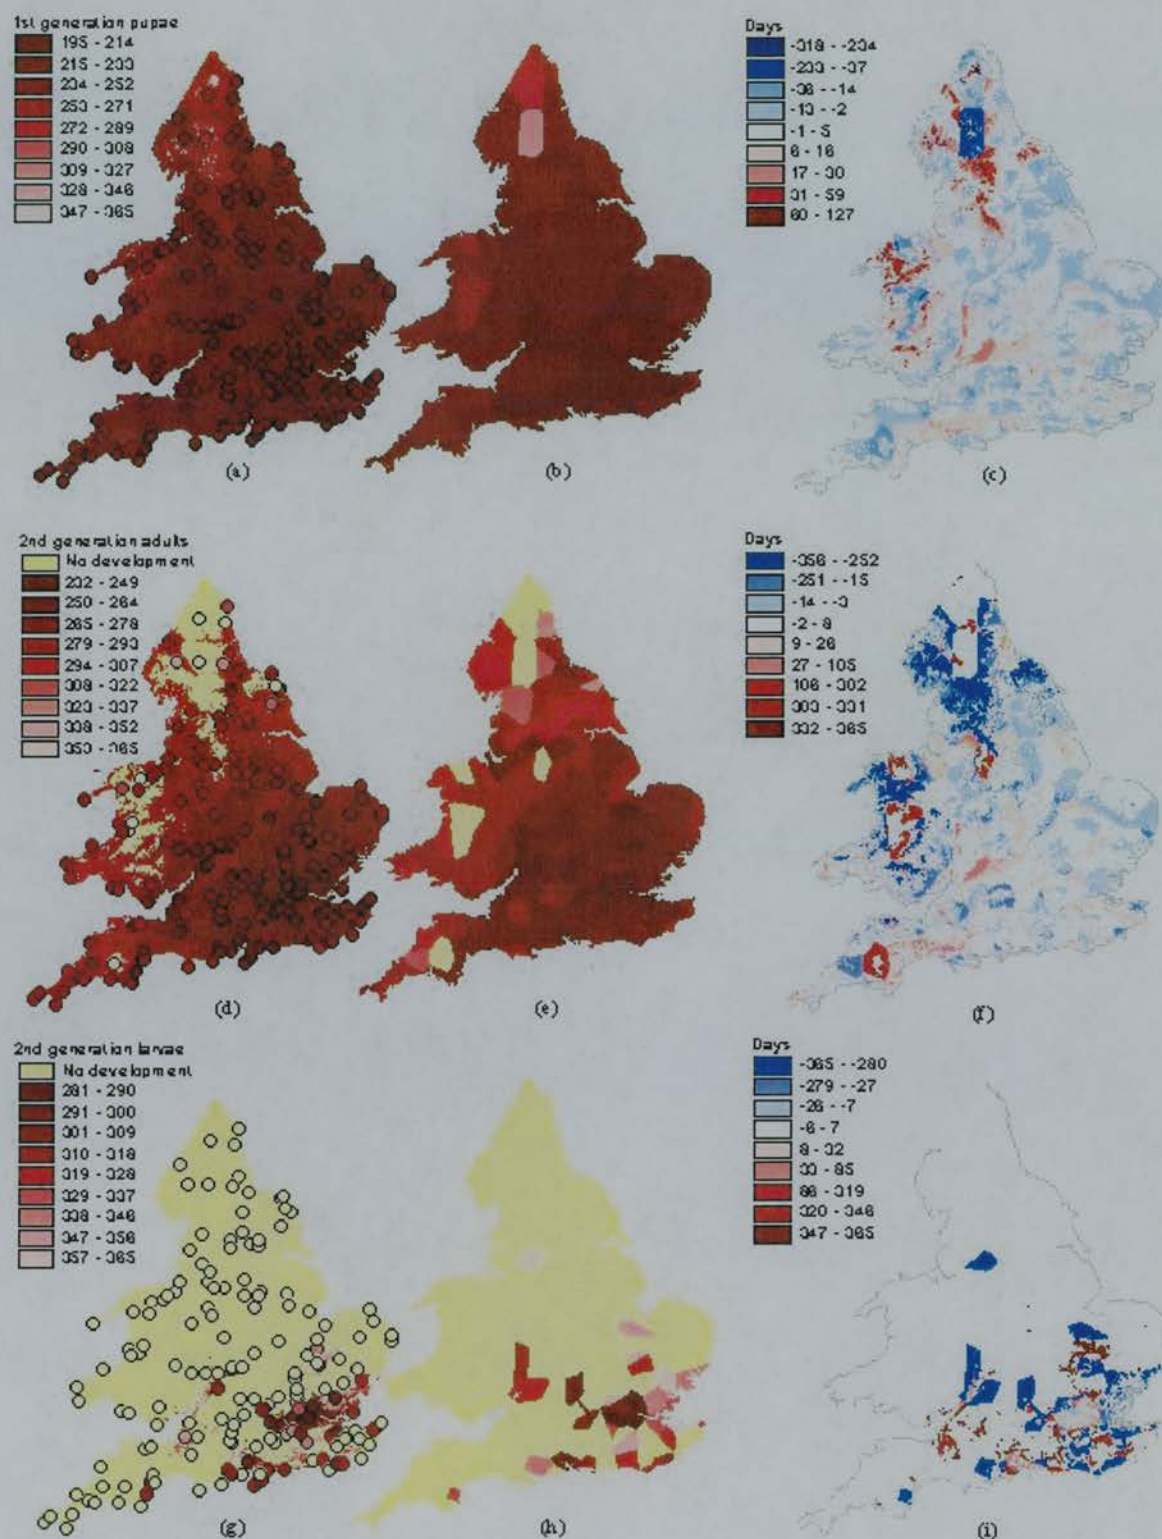 1st generation pupae
195 - 214
215 - 233
234 - 252
253 - 271
272 - 289
290 - 308
309 - 327
328 - 346
347 - 365
(a)
(b)
Days
-318 - -234
-233 - -37
-36 - -14
-13 - -2
-1 - 5
6 - 16
17 - 30
31 - 59
60 - 127
(c)
2nd generation adults
No development
232 - 249
250 - 264
265 - 278
279 - 293
294 - 307
308 - 322
323 - 337
338 - 352
353 - 365
(d)
(e)
Days
-356 - -252
-251 - -15
-14 - -3
-2 - 8
9 - 26
27 - 105
106 - 302
303 - 331
332 - 365
(f)
2nd generation larvae
No development
281 - 290
291 - 300
301 - 309
310 - 318
319 - 328
329 - 337
338 - 346
347 - 356
357 - 365
(g)
(h)
Days
-365 - -280
-279 - -27
-26 - -7
-6 - 7
8 - 32
33 - 85
86 - 319
320 - 346
347 - 365
(i)